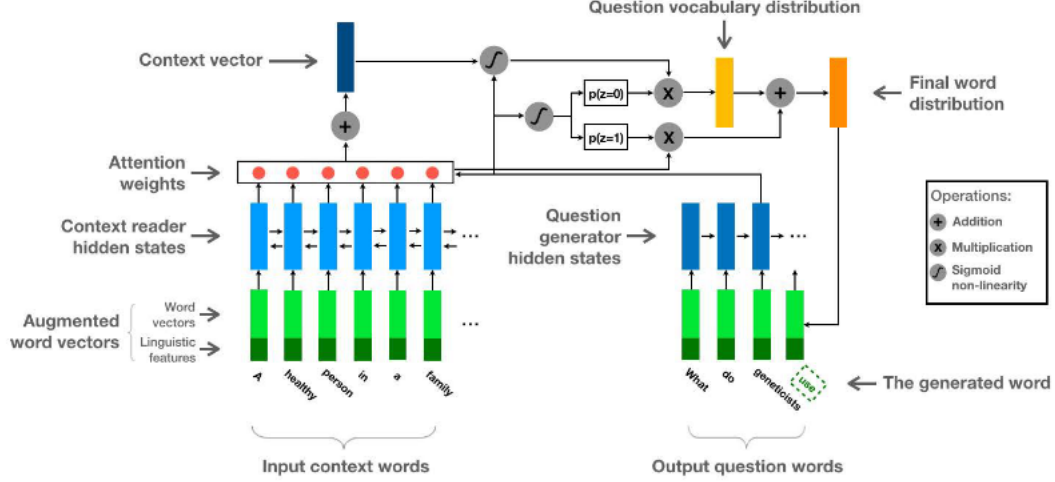 Question vocabulary distribution
Context vector
p(z=0)
Final word
distribution
p(z=1)
Attention
weights
Operations:
Addition
Multiplication
Sigmoid
non-linearity
Context reader
hidden states
...
Question
generator
hidden states
...
Augmented
word vectors
Word
vectors
Linguistic
features
...
A
healthy
person
in
a
family
What
do
geneticists
use
The generated word
Input context words
Output question words